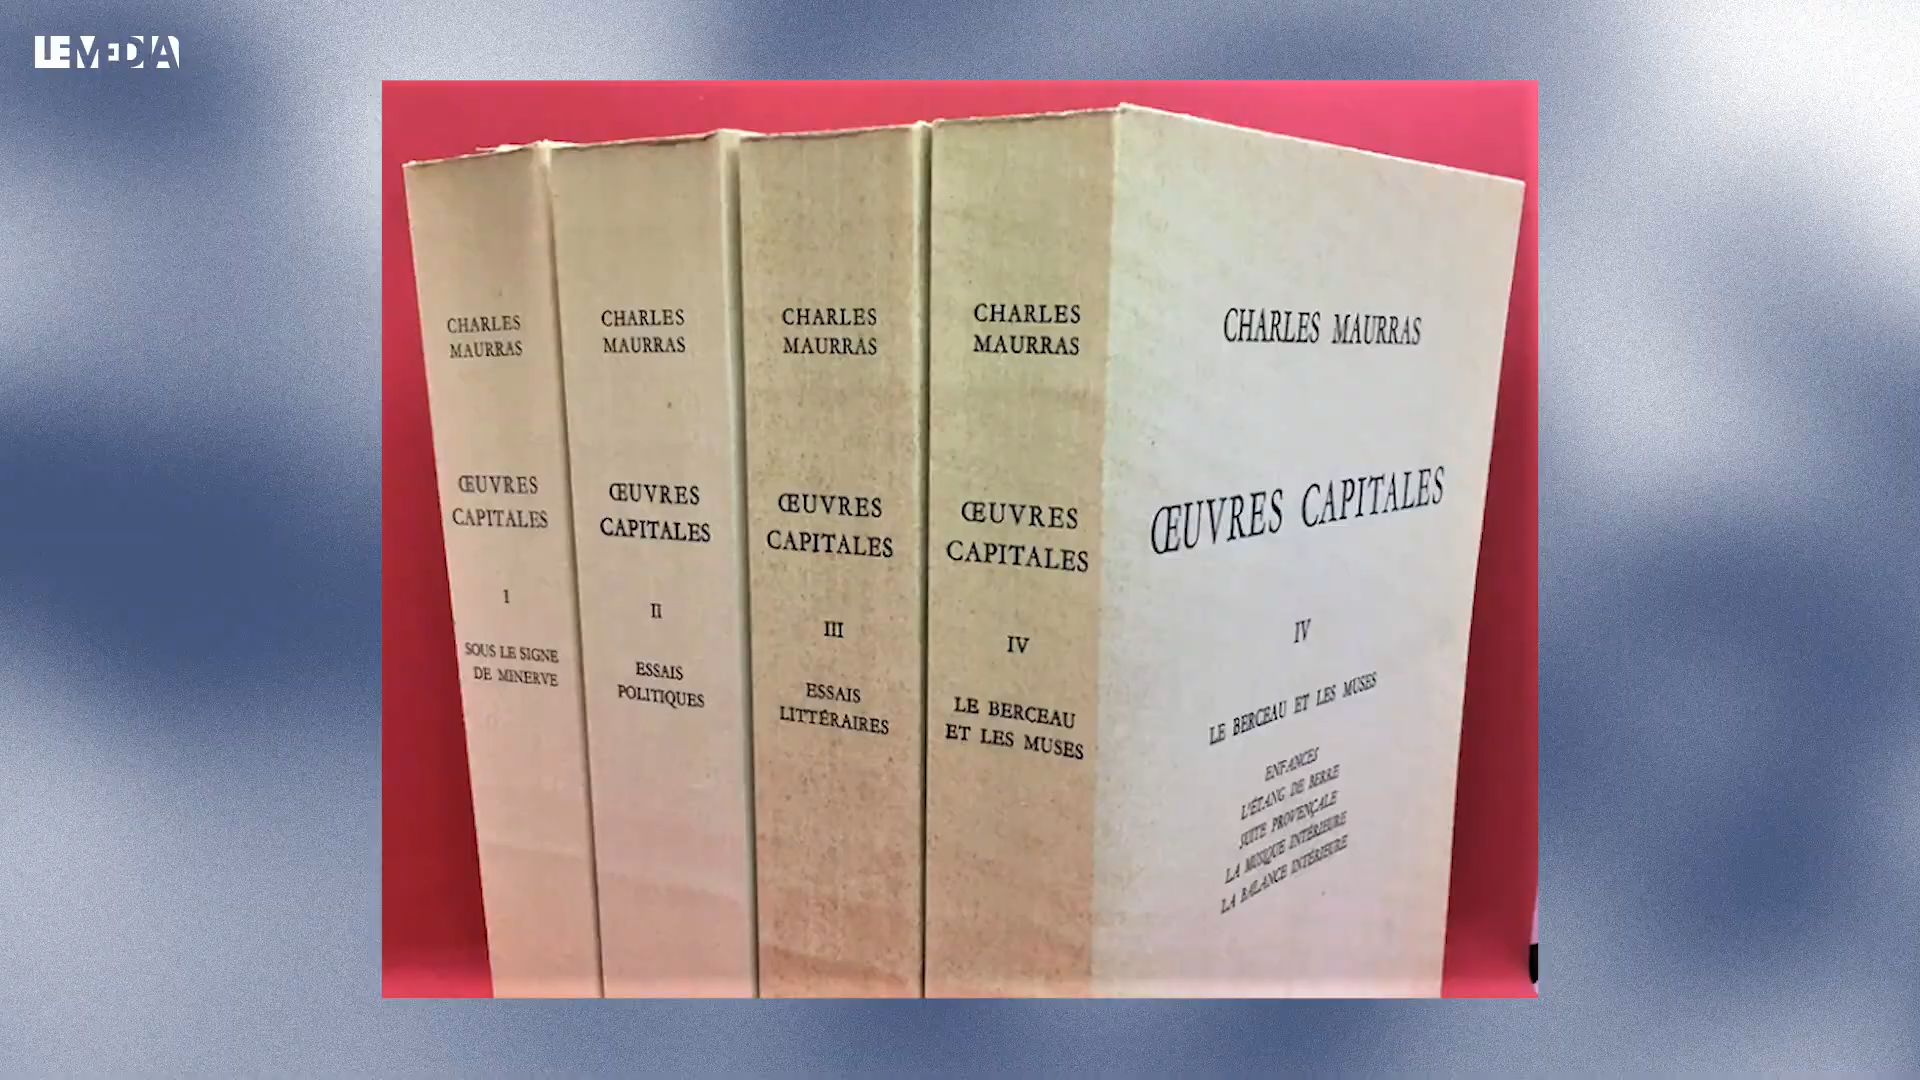 LEMEDIA
CHARLES
MAURRAS
ŒUVRES
CAPITALES
I
SOUS LE SIGNE
DE MINERVE
CHARLES
MAURRAS
ŒUVRES
CAPITALES
II
ESSAIS
POLITIQUES
CHARLES
MAURRAS
ŒUVRES
CAPITALES
III
ESSAIS
LITTÉRAIRES
CHARLES
MAURRAS
ŒUVRES
CAPITALES
IV
LE BERCEAU
ET LES MUSES
CHARLES MAURRAS
ŒUVRES CAPITALES
IV
LE BERCEAU ET LES MUSES
ENFANCES
L'ÉTANG DE BERRE
SUITE PROVENÇALE
LA MUSIQUE INTÉRIEURE
LA BALANCE INTÉRIEURE